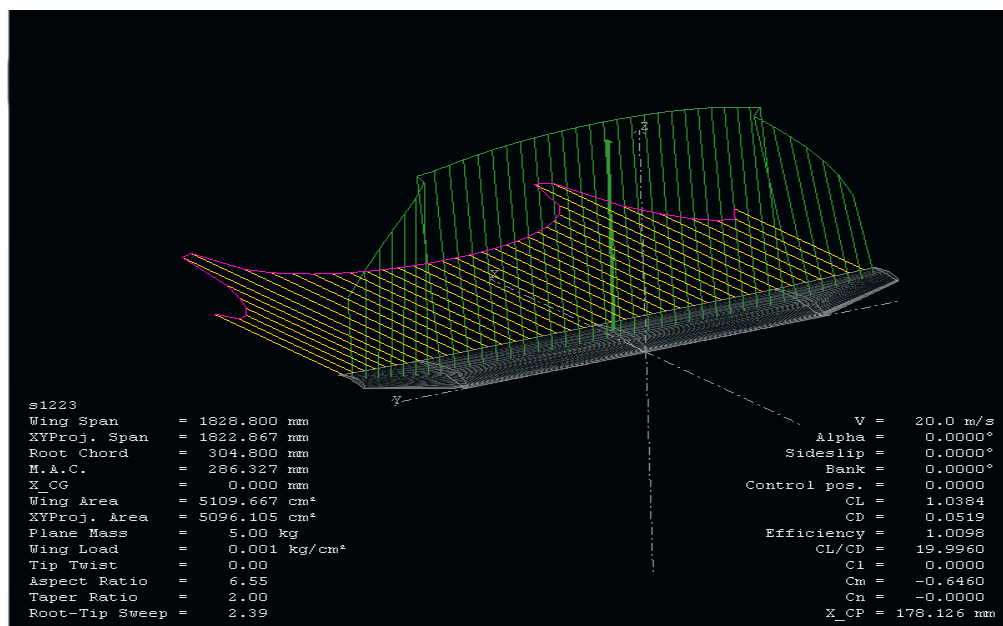 Z
X
Y
s1223
Wing Span = 1828.800 mm
XYProj. Span = 1822.867 mm
Root Chord = 304.800 mm
M.A.C. = 286.327 mm
X_CG = 0.000 mm
Wing Area = 5109.667 cm²
XYProj. Area = 5096.105 cm²
Plane Mass = 5.00 kg
Wing Load = 0.001 kg/cm²
Tip Twist = 0.00
Aspect Ratio = 6.55
Taper Ratio = 2.00
Root-Tip Sweep = 2.39
V = 20.0 m/s
Alpha = 0.0000°
Sideslip = 0.0000°
Bank = 0.0000°
Control pos. = 0.0000
CL = 1.0384
CD = 0.0519
Efficiency = 1.0098
CL/CD = 19.9960
Cl = 0.0000
Cm = -0.6460
Cn = -0.0000
X_CP = 178.126 mm